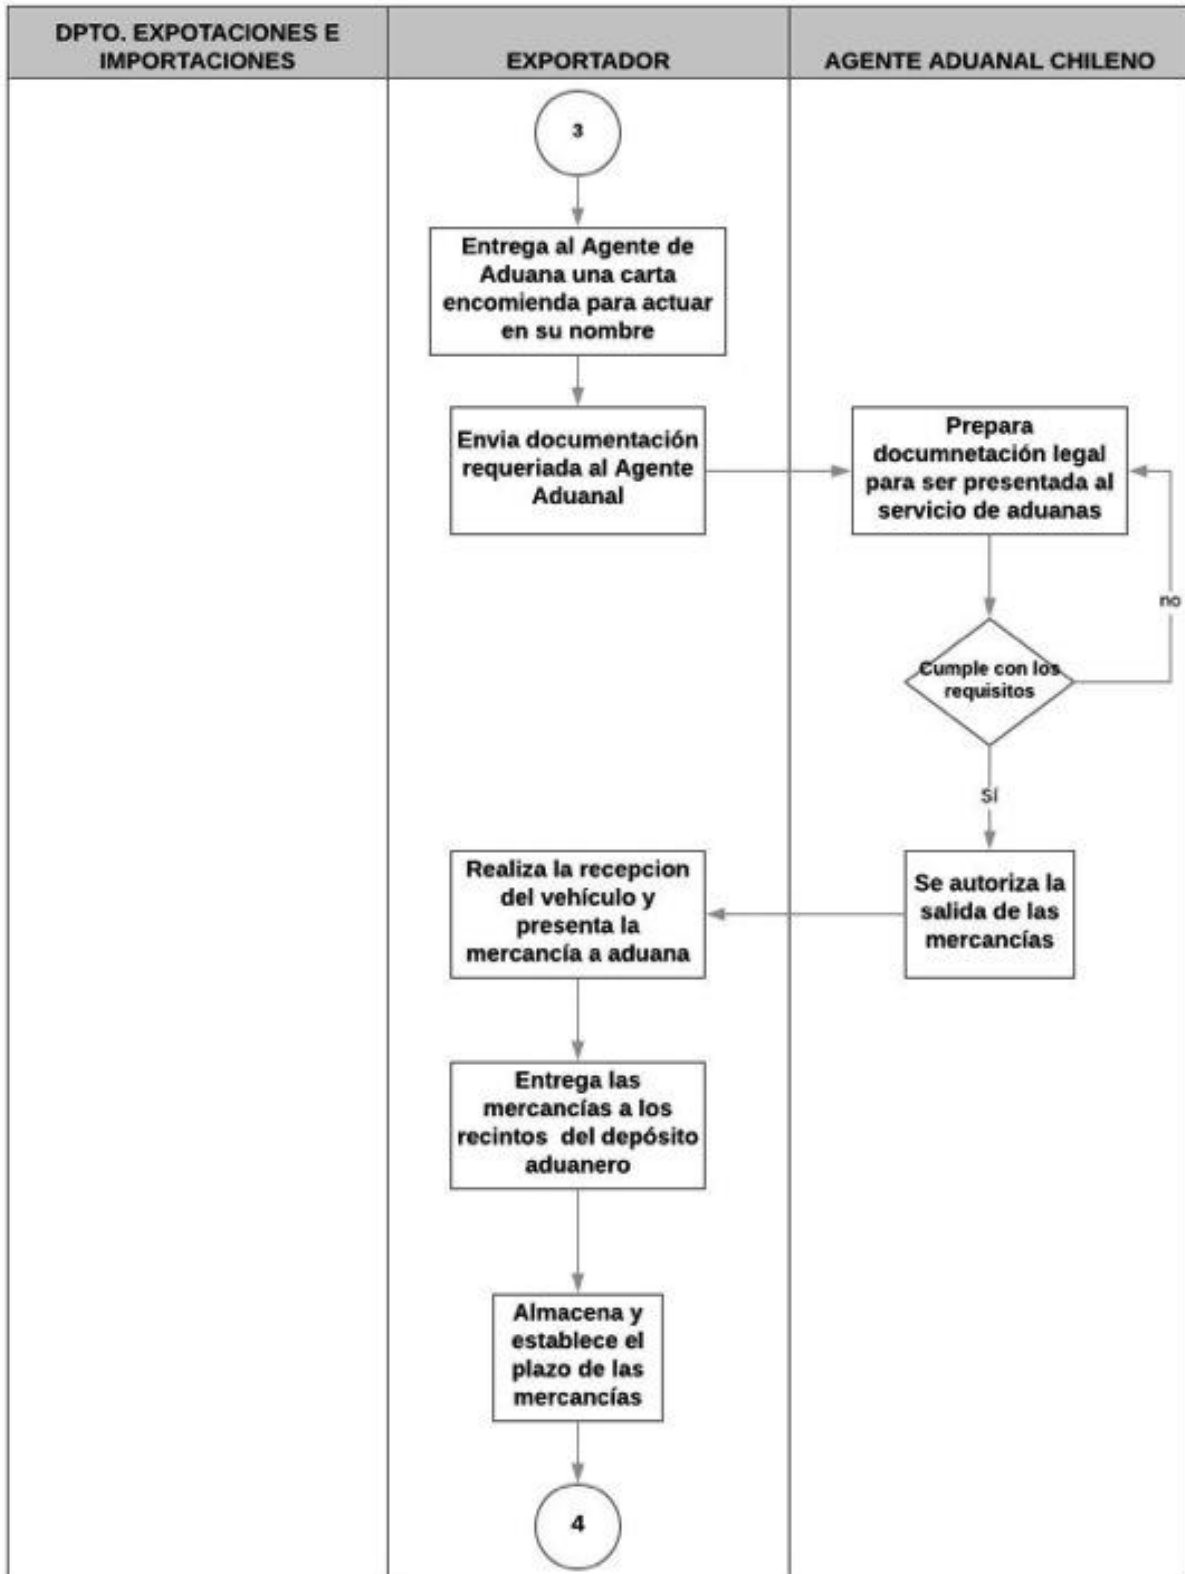 DPTO. EXPOTACIONES E
IMPORTACIONES
EXPORTADOR
AGENTE ADUANAL CHILENO
3
Entrega al Agente de
Aduana una carta
encomienda para actuar
en su nombre
Envia documentación
requeriada al Agente
Aduanal
Prepara
documnetación legal
para ser presentada al
servicio de aduanas
no
Cumple con los
requisitos
SÍ
Se autoriza la
salida de las
mercancías
Realiza la recepcion
del vehículo y
presenta la
mercancía a aduana
Entrega las
mercancías a los
recintos del depósito
aduanero
Almacena y
establece el
plazo de las
mercancías
4